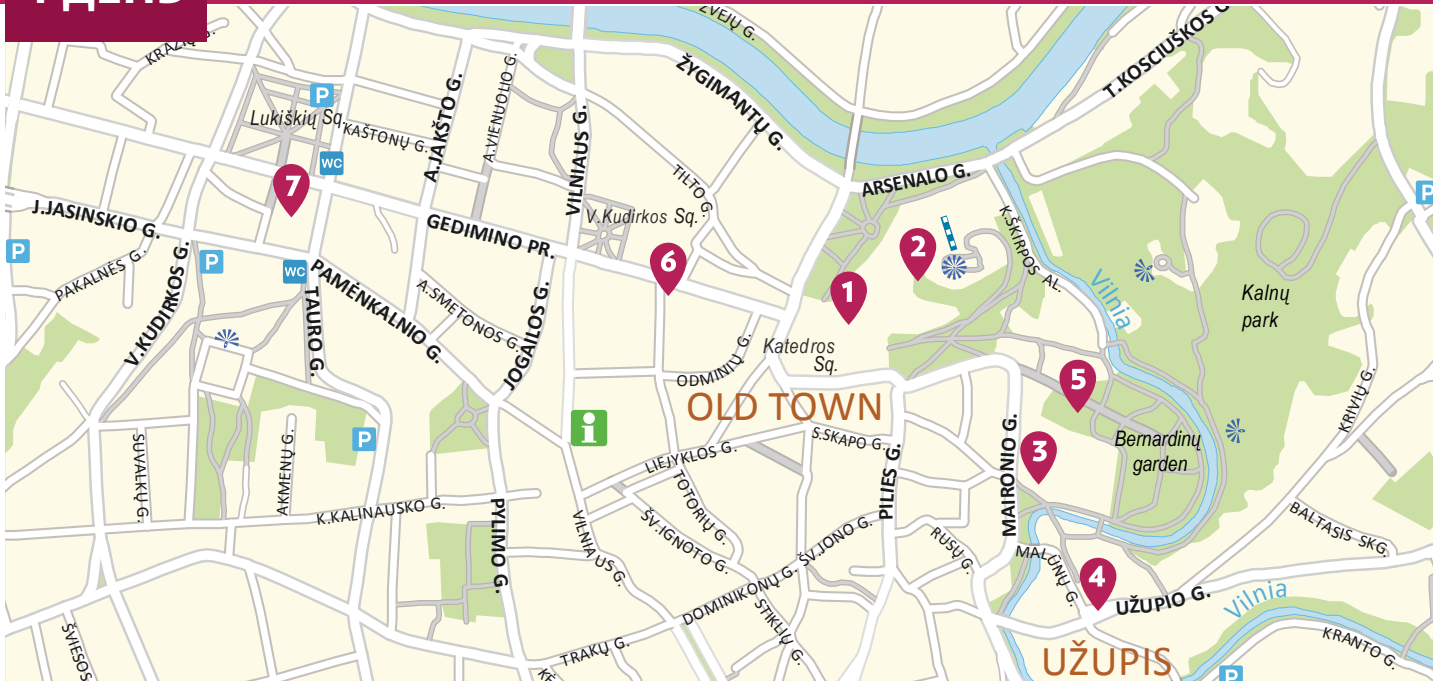 KRAŽIŲ G.
ŽVEJŲ G.
T.KOSCIUŠKOS G.
ŽYGIMANTŲ G.
P
Lukiškių Sq.
KAŠTONŲ G.
A.JAKŠTO G.
A.VIENUOLIO G.
VILNIAUS G.
TILTO G.
ARSENALO G.
WC
7
J.JASINSKIO G.
GEDIMINO PR.
V.Kudirkos Sq.
K.ŠKIRPOS AL.
P
P
P
PAKALNĖS G.
V.KUDIRKOS G.
WC
TAURO G.
PAMĖNKALNIO G.
A.SMETONOS G.
JOGAILOS G.
6
1
2
Vilnia
Kalnų
park
ODMINIŲ G.
Katedros
Sq.
OLD TOWN
5
KRIVIŲ G.
i
P
SUVALKŲ G.
AKMENŲ G.
K.KALINAUSKO G.
LIEJYKLOS G.
S.SKAPO G.
PILIES G.
MAIRONIO G.
3
Bernardinų
garden
PYLIMO G.
VILNIAUS G.
TOTORIŲ G.
ŠV.IGNOTO G.
DOMINIKONŲ G.
ŠV.JONO G.
STIKLIŲ G.
RUSŲ G.
MALŪNŲ G.
4
UŽUPIO G.
BALTASIS SKG.
Vilnia
KRANTO G.
ŠVIESOS
TRAKŲ G.
UŽUPIS
P